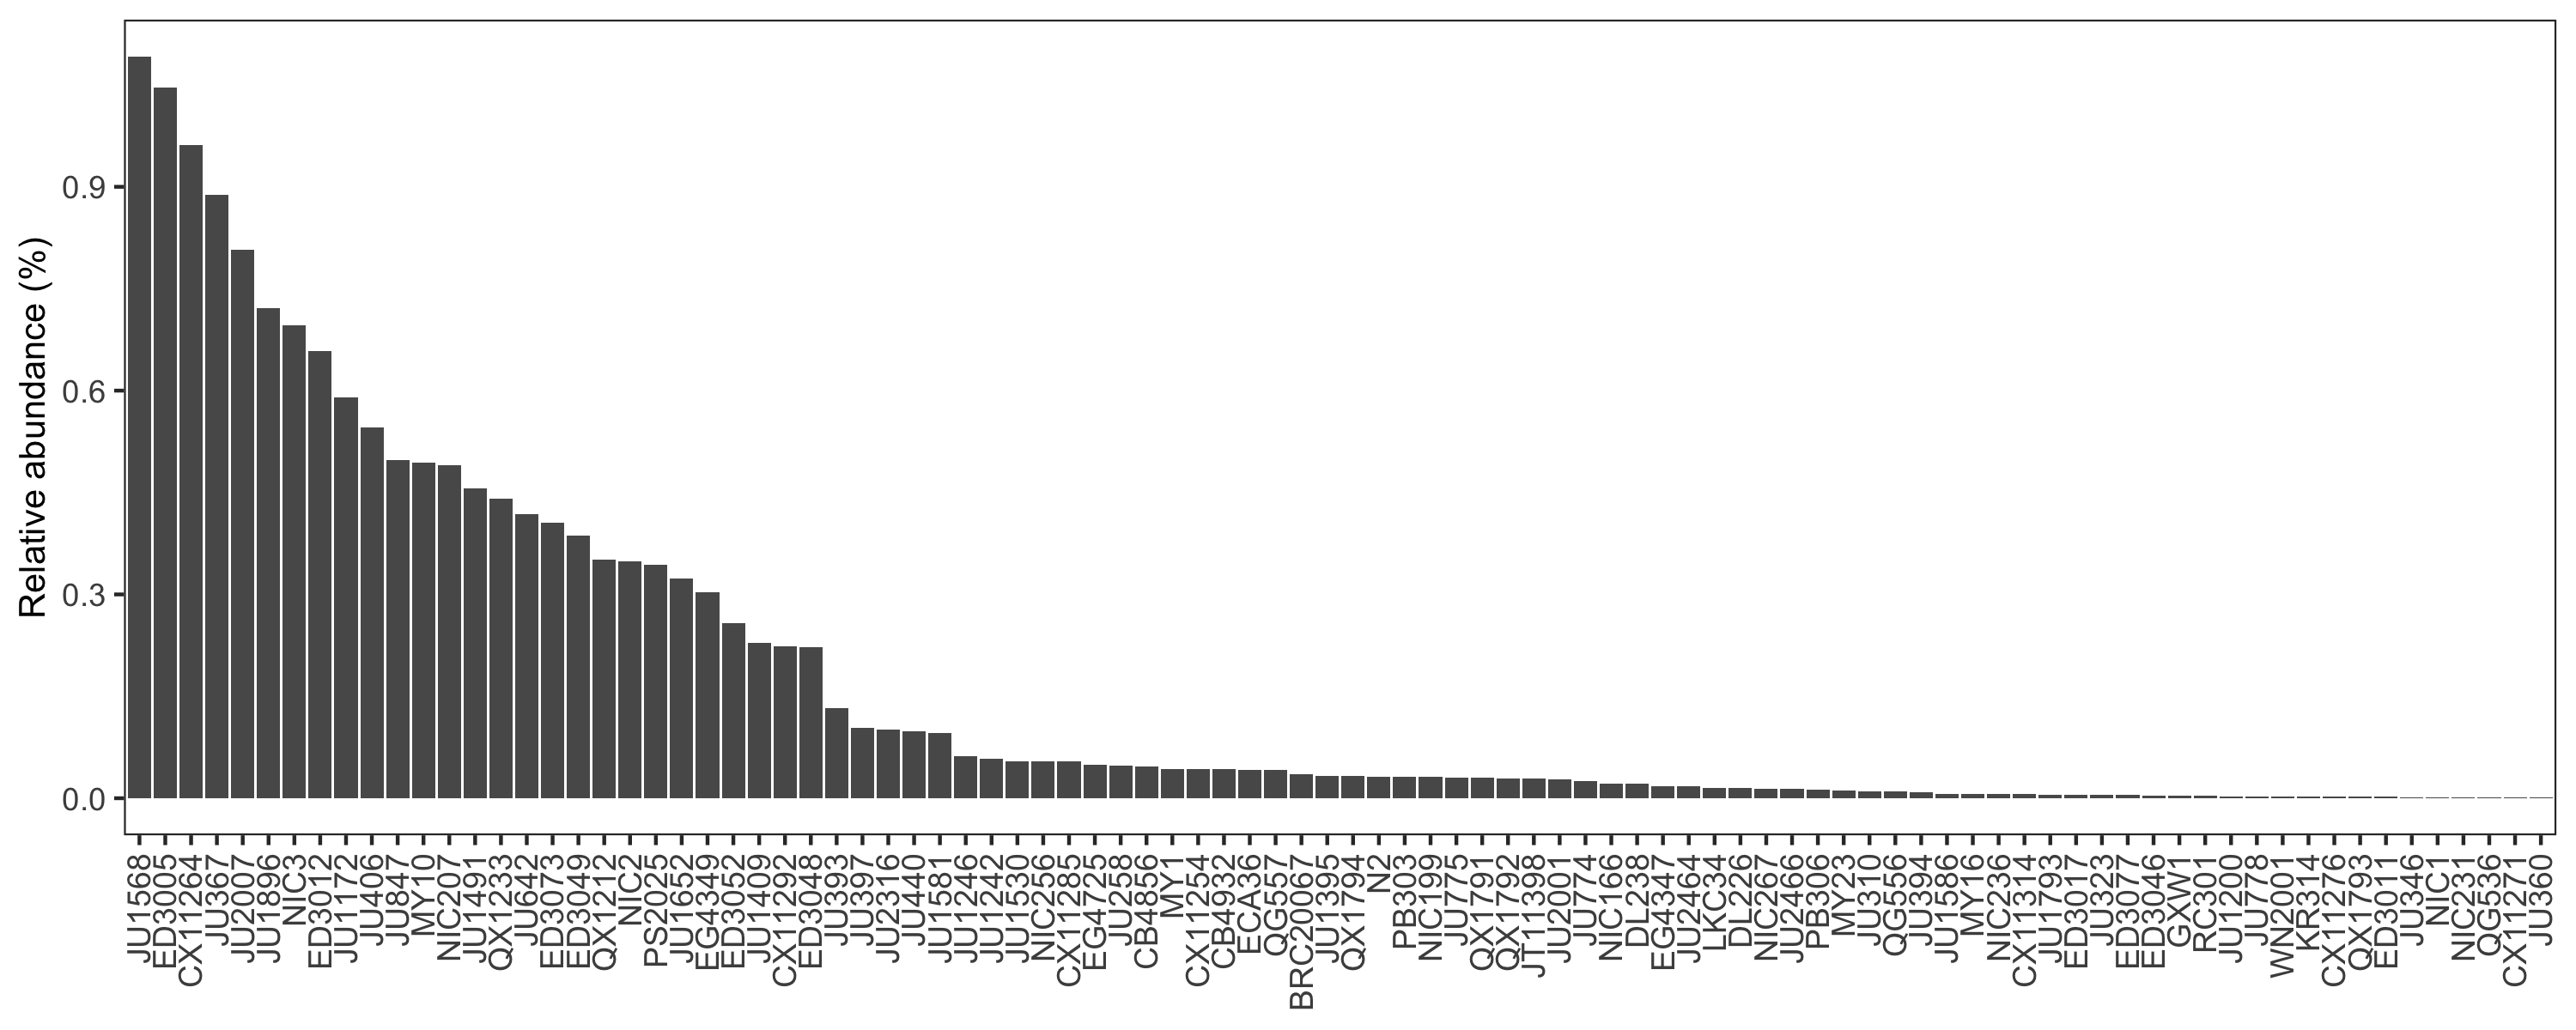 Relative abundance (%)
0.9
0.6
0.3
0.0
JU1568
ED3005
CX11264
JU367
JU2007
JU1896
NIC3
ED3012
JU1172
JU406
JU847
MY10
NIC207
JU1491
QX1233
JU642
ED3073
ED3049
QX1212
NIC2
PS2025
JU1652
EG4349
ED3052
JU1409
CX11292
ED3048
JU393
JU397
JU2316
JU440
JU1581
JU1246
JU1242
JU1530
NIC256
CX11285
EG4725
JU258
CB4856
MY1
CX11254
CB4932
ECA36
QG557
BRC20067
JU1395
QX1794
N2
PB303
NIC199
JU775
QX1791
QX1792
JT11398
JU2001
JU774
NIC166
DL238
EG4347
JU2464
LKC34
DL226
NIC267
JU2466
PB306
MY23
JU310
QG556
JU394
JU1586
MY16
NIC236
CX11314
JU1793
ED3017
JU323
ED3077
ED3046
GXW1
RC301
JU1200
JU778
WN2001
KR314
CX11276
QX1793
ED3011
JU346
NIC1
NIC231
QG536
CX11271
JU360